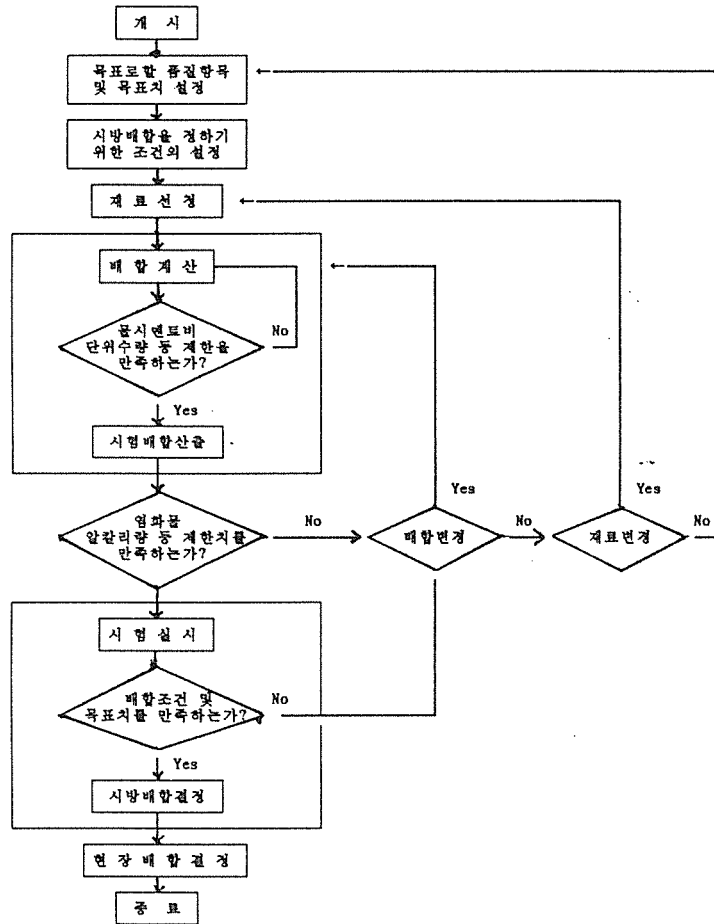 개 시
목표로할 품질항목
및 목표치 설정
시방배합을 정하기
위한 조건의 설정
재 료 선 정
배 합 계 산
물시멘트비
단위수량 등 제한을
만족하는가?
No
Yes
시험배합산출
염화물
알칼리량 등 제한치를
만족하는가?
No
배합변경
Yes
No
재료변경
Yes
No
시 험 실 시
배합조건 및
목표치를 만족하는가?
No
Yes
시방배합결정
현 장 배 합 결 정
종 료